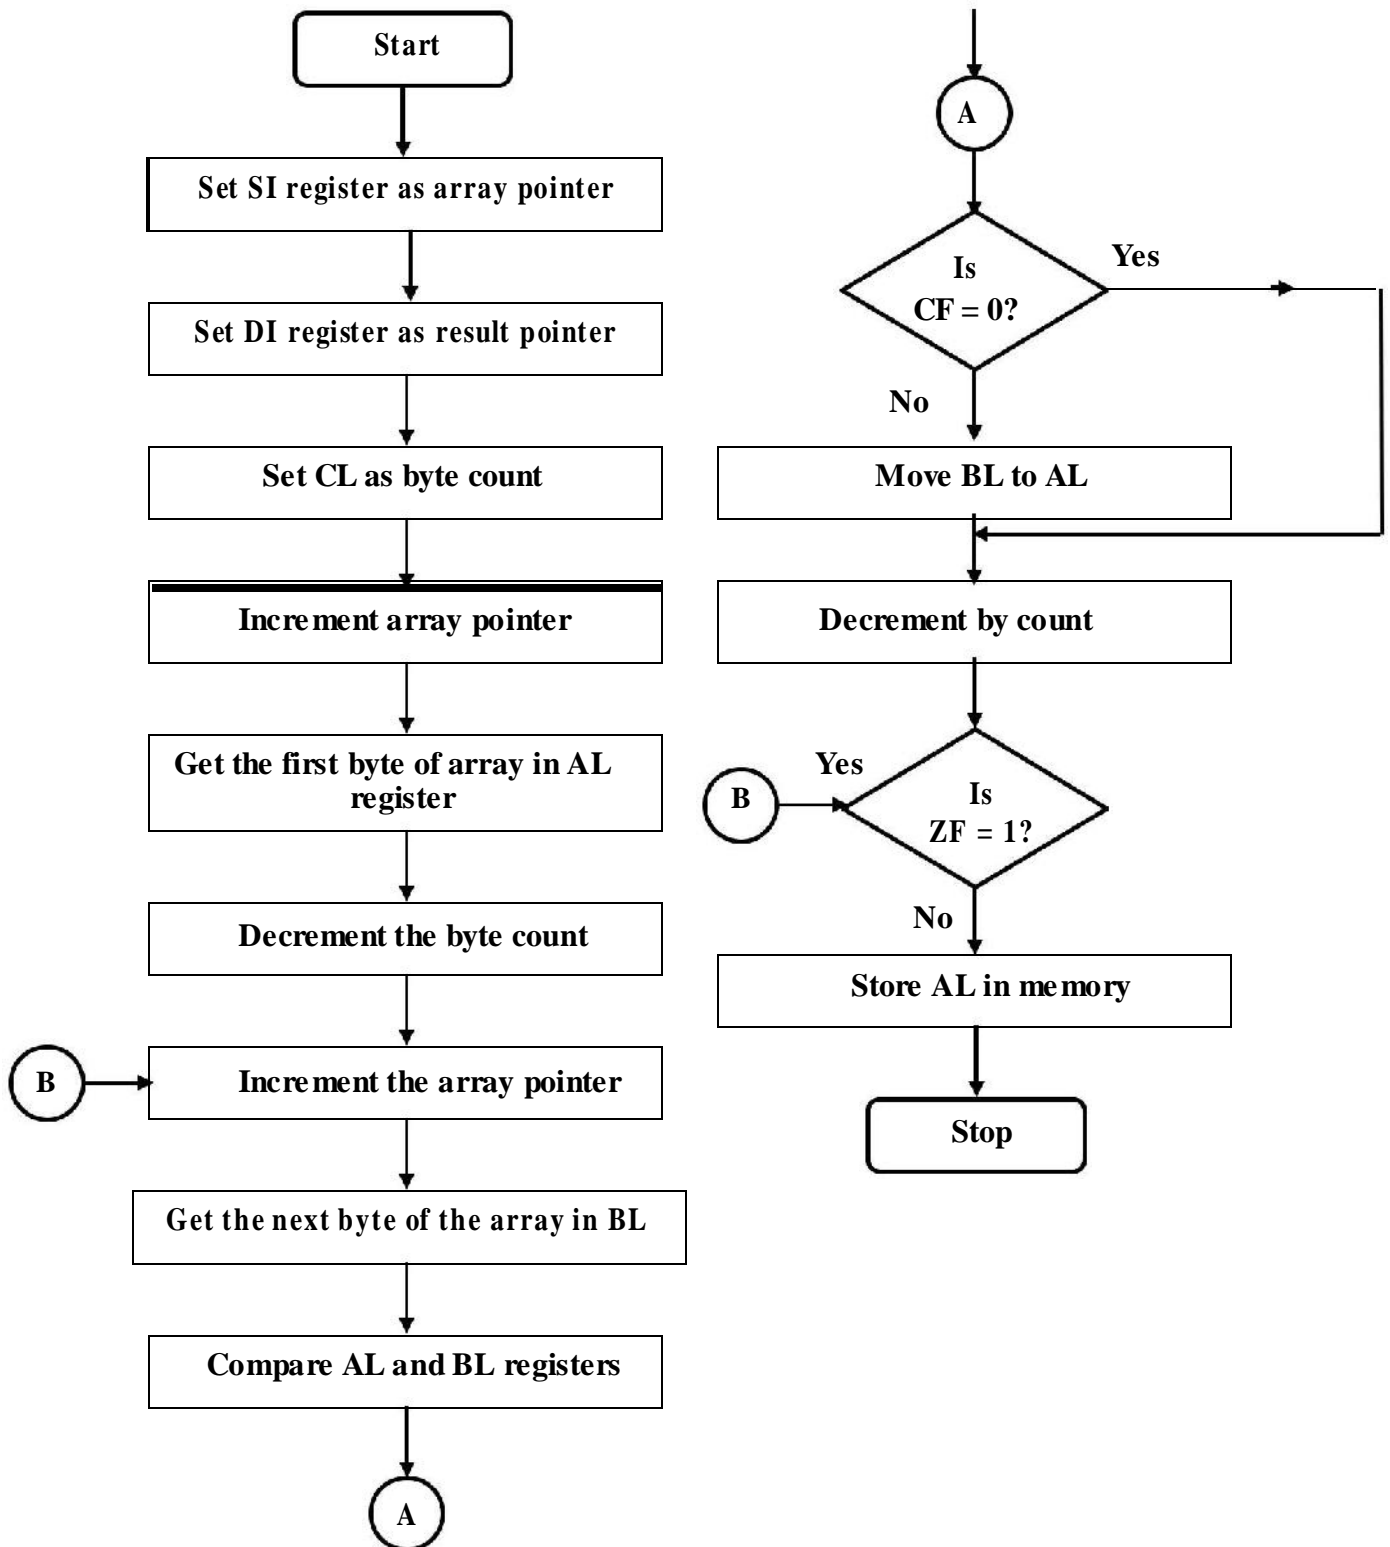 Start
Set SI register as array pointer
Set DI register as result pointer
Set CL as byte count
Increment array pointer
Get the first byte of array in AL
register
Decrement the byte count
B
Increment the array pointer
Get the next byte of the array in BL
Compare AL and BL registers
A
A
Is
CF = 0?
Yes
No
Move BL to AL
Decrement by count
Yes
B
Is
ZF = 1?
No
Store AL in memory
Stop